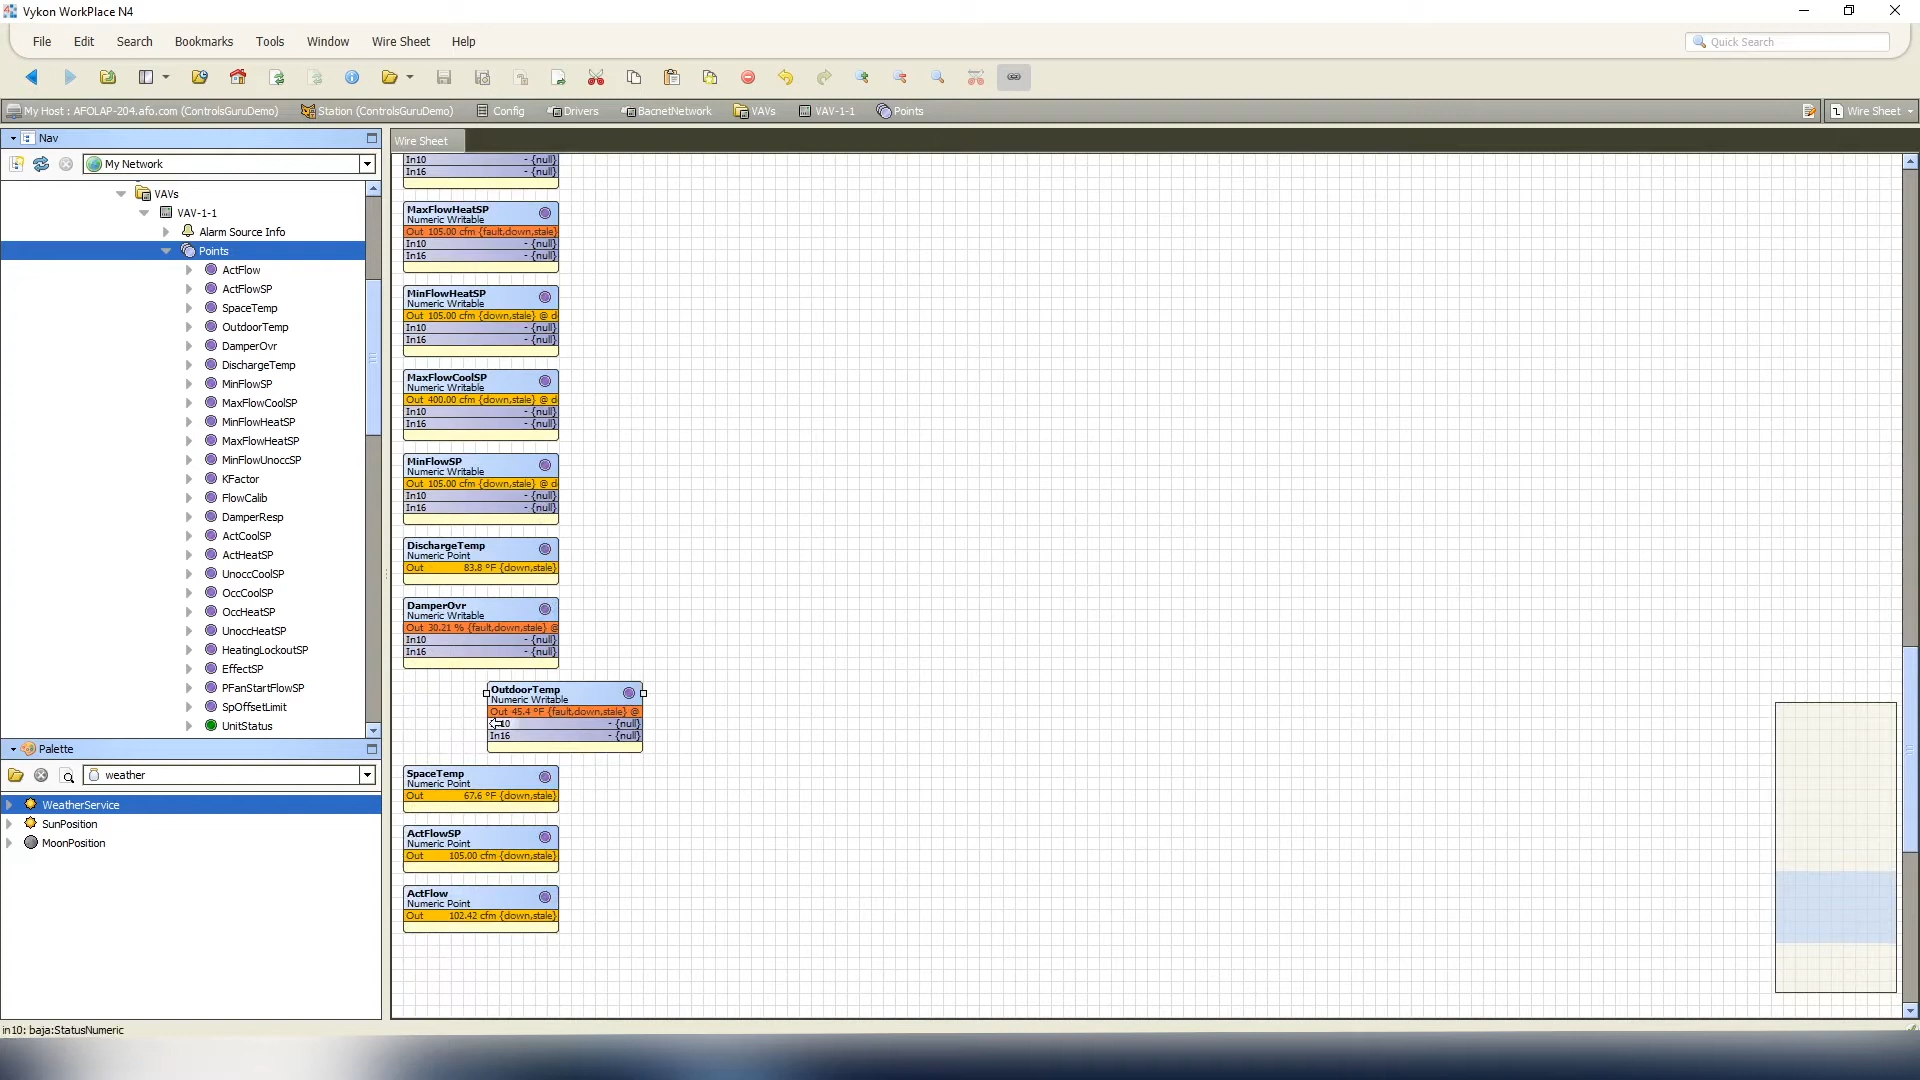 Vykon WorkPlace N4
File Edit Search Bookmarks Tools Window Wire Sheet Help
Quick Search
My Host : AFOLAP-204.afo.com (ControlsGuruDemo) Station (ControlsGuruDemo) Config Drivers BacnetNetwork VAVs VAV-1-1 Points Wire Sheet
Nav
My Network
VAVs
VAV-1-1
Alarm Source Info
Points
ActFlow
ActFlowSP
SpaceTemp
OutdoorTemp
DamperOvr
DischargeTemp
MinFlowSP
MaxFlowCoolSP
MinFlowHeatSP
MaxFlowHeatSP
MinFlowUnoccSP
KFactor
FlowCalib
DamperResp
ActCoolSP
ActHeatSP
UnoccCoolSP
OccCoolSP
OccHeatSP
UnoccHeatSP
HeatingLockoutSP
EffectSP
PFanStartFlowSP
SpOffsetLimit
UnitStatus
Palette
weather
WeatherService
SunPosition
MoonPosition
Wire Sheet
In10 - {null}
In16 - {null}
MaxFlowHeatSP
Numeric Writable
Out 105.00 cfm {fault,down,stale}
In10 - {null}
In16 - {null}
MinFlowHeatSP
Numeric Writable
Out 105.00 cfm {down,stale} @ d
In10 - {null}
In16 - {null}
MaxFlowCoolSP
Numeric Writable
Out 400.00 cfm {down,stale} @ d
In10 - {null}
In16 - {null}
MinFlowSP
Numeric Writable
Out 105.00 cfm {down,stale} @ d
In10 - {null}
In16 - {null}
DischargeTemp
Numeric Point
Out 83.8 °F {down,stale}
DamperOvr
Numeric Writable
Out 30.21 % {fault,down,stale} @
In10 - {null}
In16 - {null}
OutdoorTemp
Numeric Writable
Out 45.4 °F {fault,down,stale} @
10 - {null}
In16 - {null}
SpaceTemp
Numeric Point
Out 67.6 °F {down,stale}
ActFlowSP
Numeric Point
Out 105.00 cfm {down,stale}
ActFlow
Numeric Point
Out 102.42 cfm {down,stale}
in10: baja:StatusNumeric